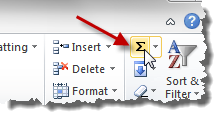 atting
Insert
Σ
Delete
Format
Sort &
Filter